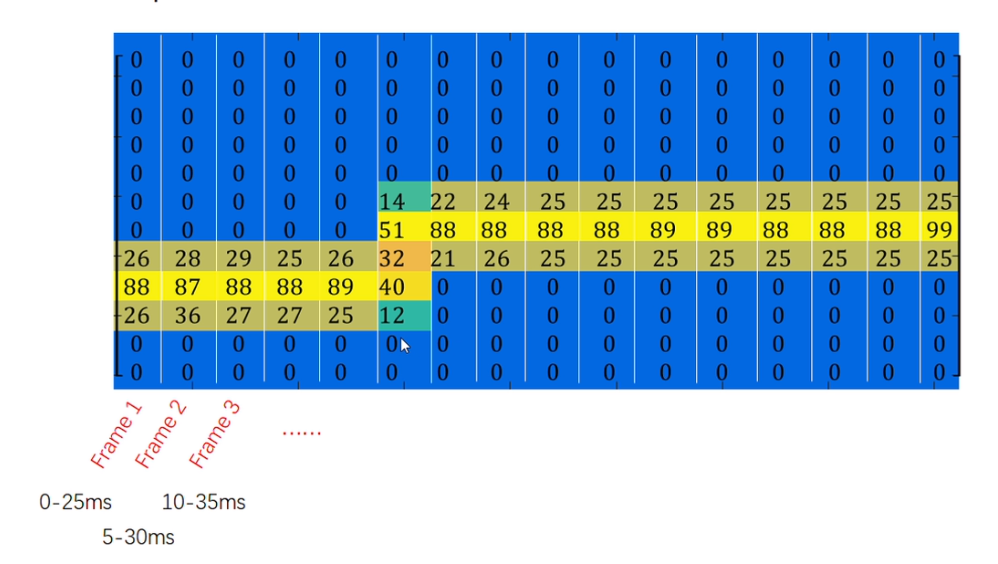 0 0 0 0 0 0 0 0 0 0 0 0 0 0 0 0
0 0 0 0 0 0 0 0 0 0 0 0 0 0 0 0
0 0 0 0 0 0 0 0 0 0 0 0 0 0 0 0
0 0 0 0 0 0 0 0 0 0 0 0 0 0 0 0
0 0 0 0 0 0 0 0 0 0 0 0 0 0 0 0
0 0 0 0 0 14 22 24 25 25 25 25 25 25 25 25
0 0 0 0 0 51 88 88 88 88 89 89 88 88 88 99
26 28 29 25 26 32 21 26 25 25 25 25 25 25 25 25
88 87 88 88 89 40 0 0 0 0 0 0 0 0 0 0
26 36 27 27 25 12 0 0 0 0 0 0 0 0 0 0
0 0 0 0 0 0 0 0 0 0 0 0 0 0 0 0
0 0 0 0 0 0 0 0 0 0 0 0 0 0 0 0
Frame 1
Frame 2
Frame 3
......
0-25ms
10-35ms
5-30ms